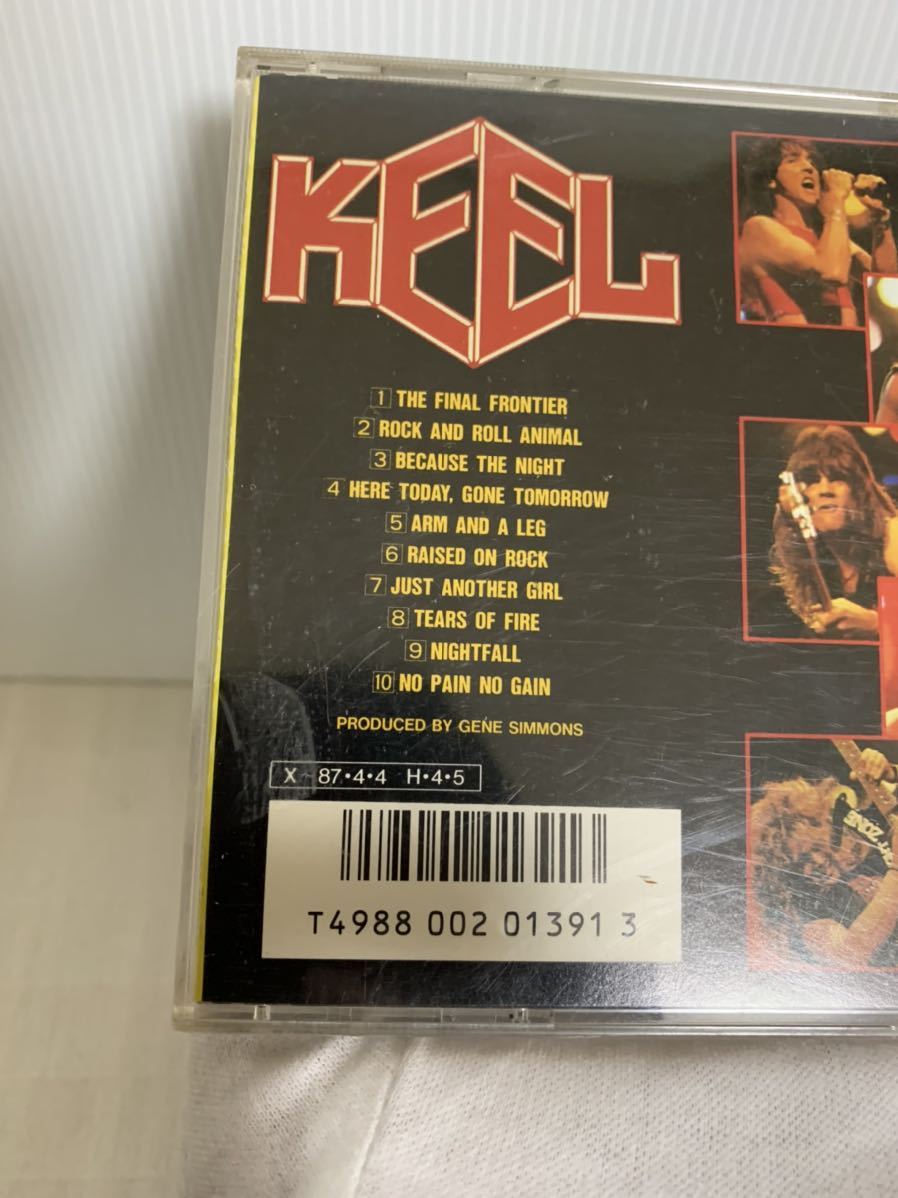 KEEL
1 THE FINAL FRONTIER
2 ROCK AND ROLL ANIMAL
3 BECAUSE THE NIGHT
4 HERE TODAY, GONE TOMORROW
5 ARM AND A LEG
6 RAISED ON ROCK
7 JUST ANOTHER GIRL
8 TEARS OF FIRE
9 NIGHTFALL
10 NO PAIN NO GAIN
PRODUCED BY GENE SIMMONS
X 87•4•4 H•4•5
T4988 002 01391 3
ZONE